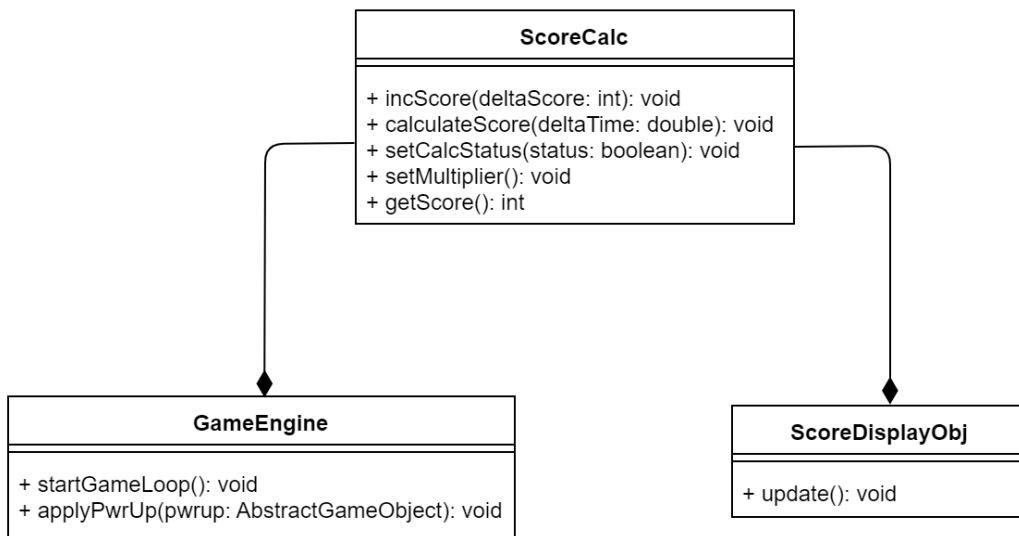 ScoreCalc
+ incScore(deltaScore: int): void
+ calculateScore(deltaTime: double): void
+ setCalcStatus(status: boolean): void
+ setMultiplier(): void
+ getScore(): int
GameEngine
+ startGameLoop(): void
+ applyPwrUp(pwrup: AbstractGameObject): void
ScoreDisplayObj
+ update(): void